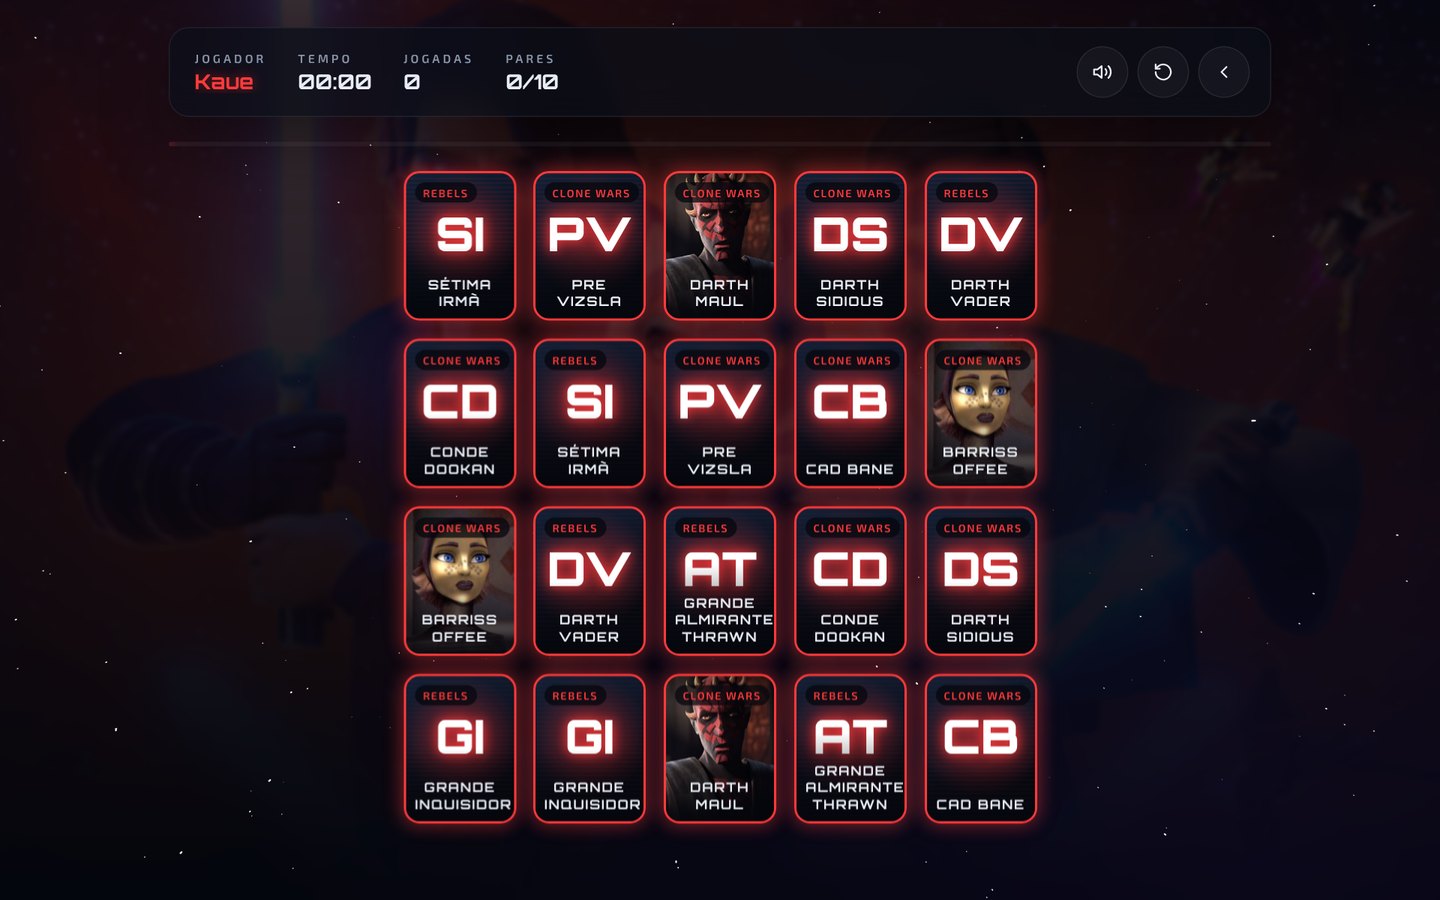 JOGADOR
Kaue
TEMPO
00:00
JOGADAS
0
PARES
0/10
REBELS
SI
SÉTIMA
IRMÃ
CLONE WARS
PV
PRE
VIZSLA
CLONE WARS
DARTH
MAUL
CLONE WARS
DS
DARTH
SIDIOUS
REBELS
DV
DARTH
VADER
CLONE WARS
CD
CONDE
DOOKAN
REBELS
SI
SÉTIMA
IRMÃ
CLONE WARS
PV
PRE
VIZSLA
CLONE WARS
CB
CAD BANE
CLONE WARS
BARRISS
OFFEE
CLONE WARS
BARRISS
OFFEE
REBELS
DV
DARTH
VADER
REBELS
AT
GRANDE
ALMIRANTE
THRAWN
CLONE WARS
CD
CONDE
DOOKAN
CLONE WARS
DS
DARTH
SIDIOUS
REBELS
GI
GRANDE
INQUISIDOR
REBELS
GI
GRANDE
INQUISIDOR
CLONE WARS
DARTH
MAUL
REBELS
AT
GRANDE
ALMIRANTE
THRAWN
CLONE WARS
CB
CAD BANE